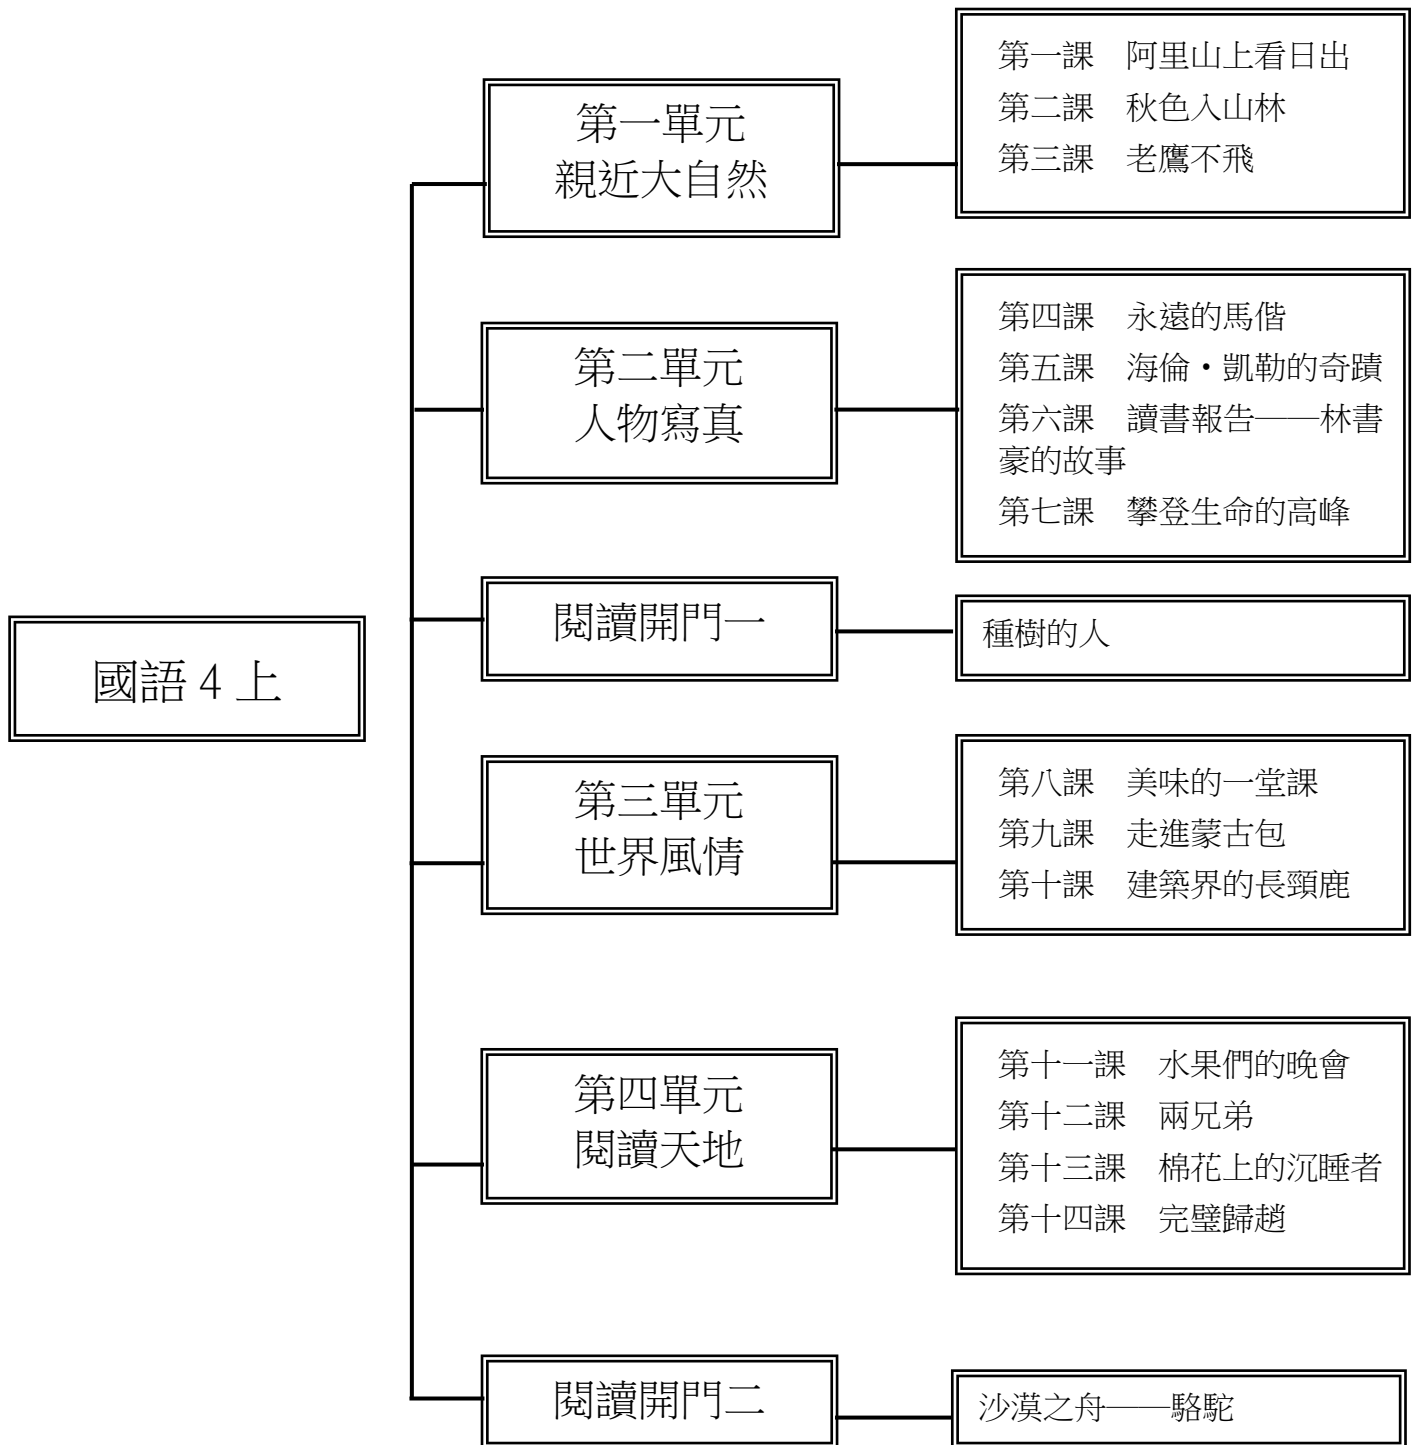 國語4上
第一單元
親近大自然
第一課　阿里山上看日出
第二課　秋色入山林
第三課　老鷹不飛
第二單元
人物寫真
第四課　永遠的馬偕
第五課　海倫‧凱勒的奇蹟
第六課　讀書報告──林書
豪的故事
第七課　攀登生命的高峰
閱讀開門一
種樹的人
第三單元
世界風情
第八課　美味的一堂課
第九課　走進蒙古包
第十課　建築界的長頸鹿
第四單元
閱讀天地
第十一課　水果們的晚會
第十二課　兩兄弟
第十三課　棉花上的沉睡者
第十四課　完璧歸趙
閱讀開門二
沙漠之舟──駱駝